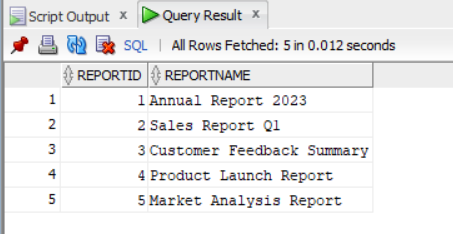 Script Output x Query Result x
SQL | All Rows Fetched: 5 in 0.012 seconds
REPORTID REPORTNAME
1 1 Annual Report 2023
2 2 Sales Report Q1
3 3 Customer Feedback Summary
4 4 Product Launch Report
5 5 Market Analysis Report